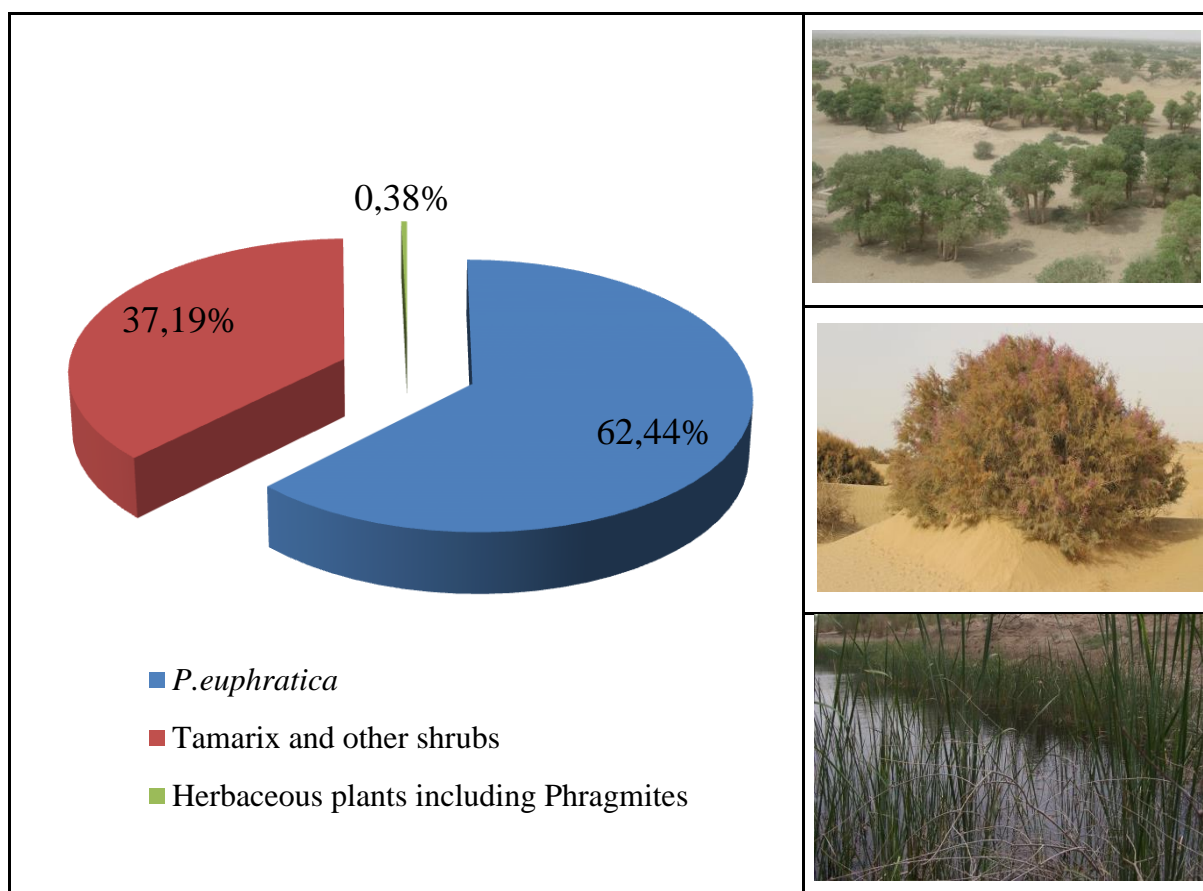 0,38%
37,19%
62,44%
P.euphratica
Tamarix and other shrubs
Herbaceous plants including Phragmites